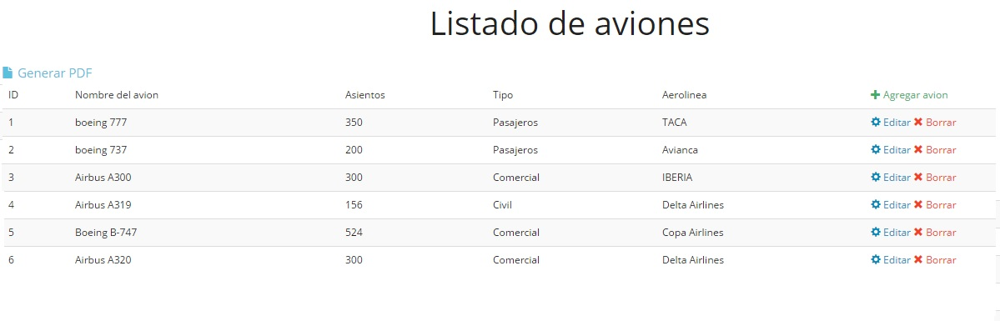 Listado de aviones
Generar PDF
ID Nombre del avion Asientos Tipo Aerolinea Agregar avion
1 boeing 777 350 Pasajeros TACA Editar Borrar
2 boeing 737 200 Pasajeros Avianca Editar Borrar
3 Airbus A300 300 Comercial IBERIA Editar Borrar
4 Airbus A319 156 Civil Delta Airlines Editar Borrar
5 Boeing B-747 524 Comercial Copa Airlines Editar Borrar
6 Airbus A320 300 Comercial Delta Airlines Editar Borrar